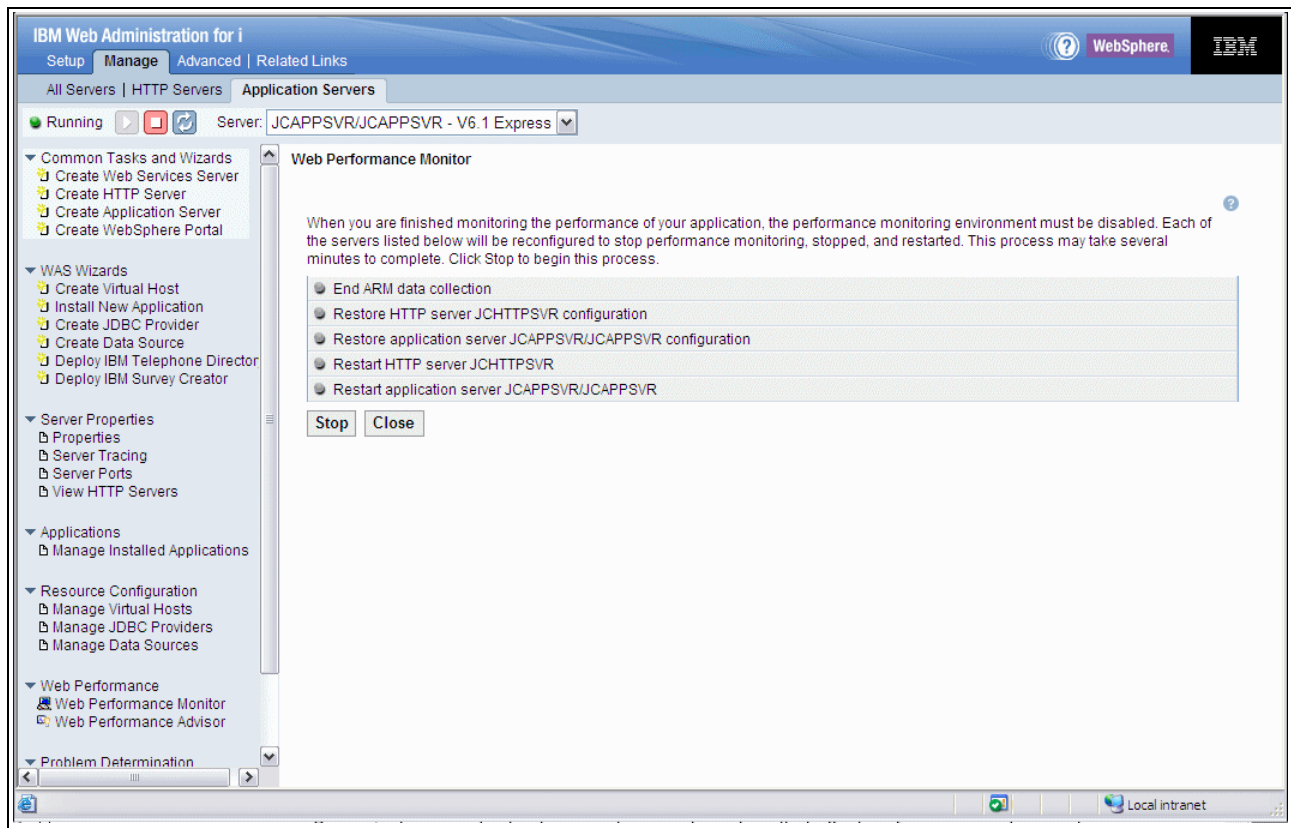 IBM Web Administration for i
Setup Manage Advanced | Related Links
WebSphere.
IBM
All Servers | HTTP Servers Application Servers
Running Server: JCAPPSVR/JCAPPSVR - V6.1 Express
Common Tasks and Wizards
Create Web Services Server
Create HTTP Server
Create Application Server
Create WebSphere Portal
WAS Wizards
Create Virtual Host
Install New Application
Create JDBC Provider
Create Data Source
Deploy IBM Telephone Director
Deploy IBM Survey Creator
Server Properties
Properties
Server Tracing
Server Ports
View HTTP Servers
Applications
Manage Installed Applications
Resource Configuration
Manage Virtual Hosts
Manage JDBC Providers
Manage Data Sources
Web Performance
Web Performance Monitor
Web Performance Advisor
Problem Determination
Web Performance Monitor
When you are finished monitoring the performance of your application, the performance monitoring environment must be disabled. Each of
the servers listed below will be reconfigured to stop performance monitoring, stopped, and restarted. This process may take several
minutes to complete. Click Stop to begin this process.
End ARM data collection
Restore HTTP server JCHTTPSVR configuration
Restore application server JCAPPSVR/JCAPPSVR configuration
Restart HTTP server JCHTTPSVR
Restart application server JCAPPSVR/JCAPPSVR
Stop Close
Local intranet